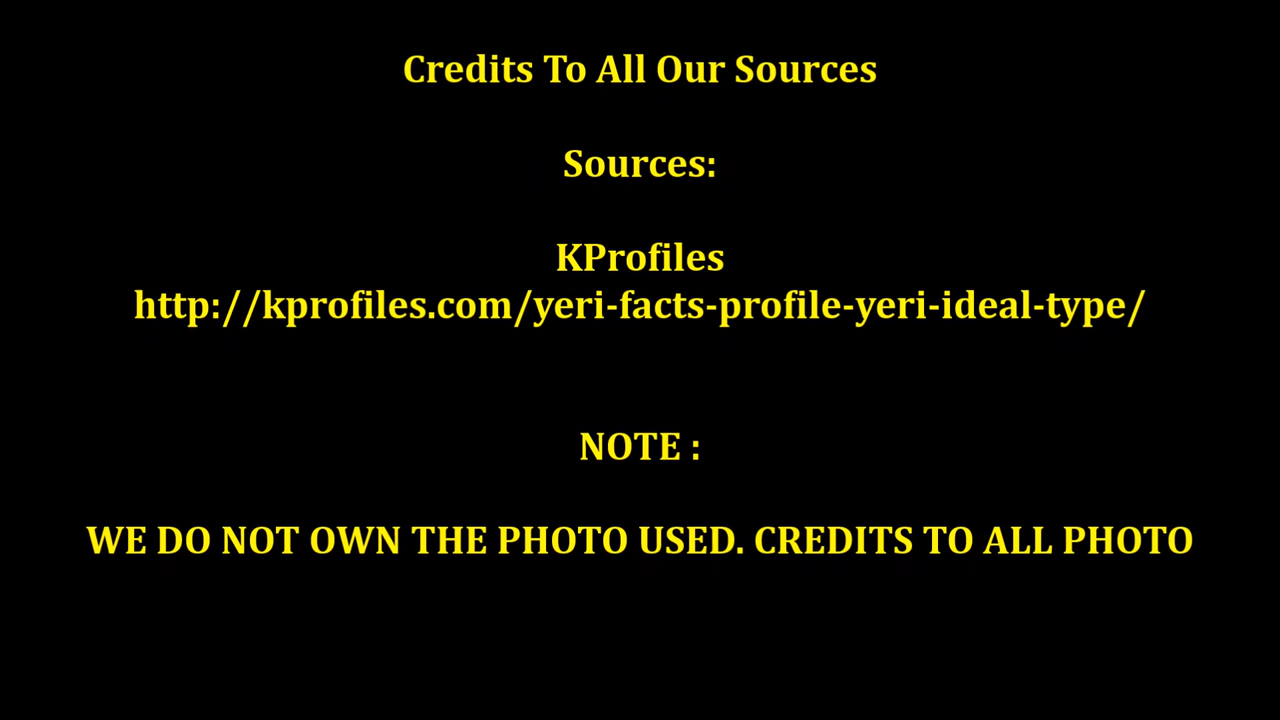 Credits To All Our Sources
Sources:
KProfiles
http://kprofiles.com/yeri-facts-profile-yeri-ideal-type/
NOTE :
WE DO NOT OWN THE PHOTO USED. CREDITS TO ALL PHOTO